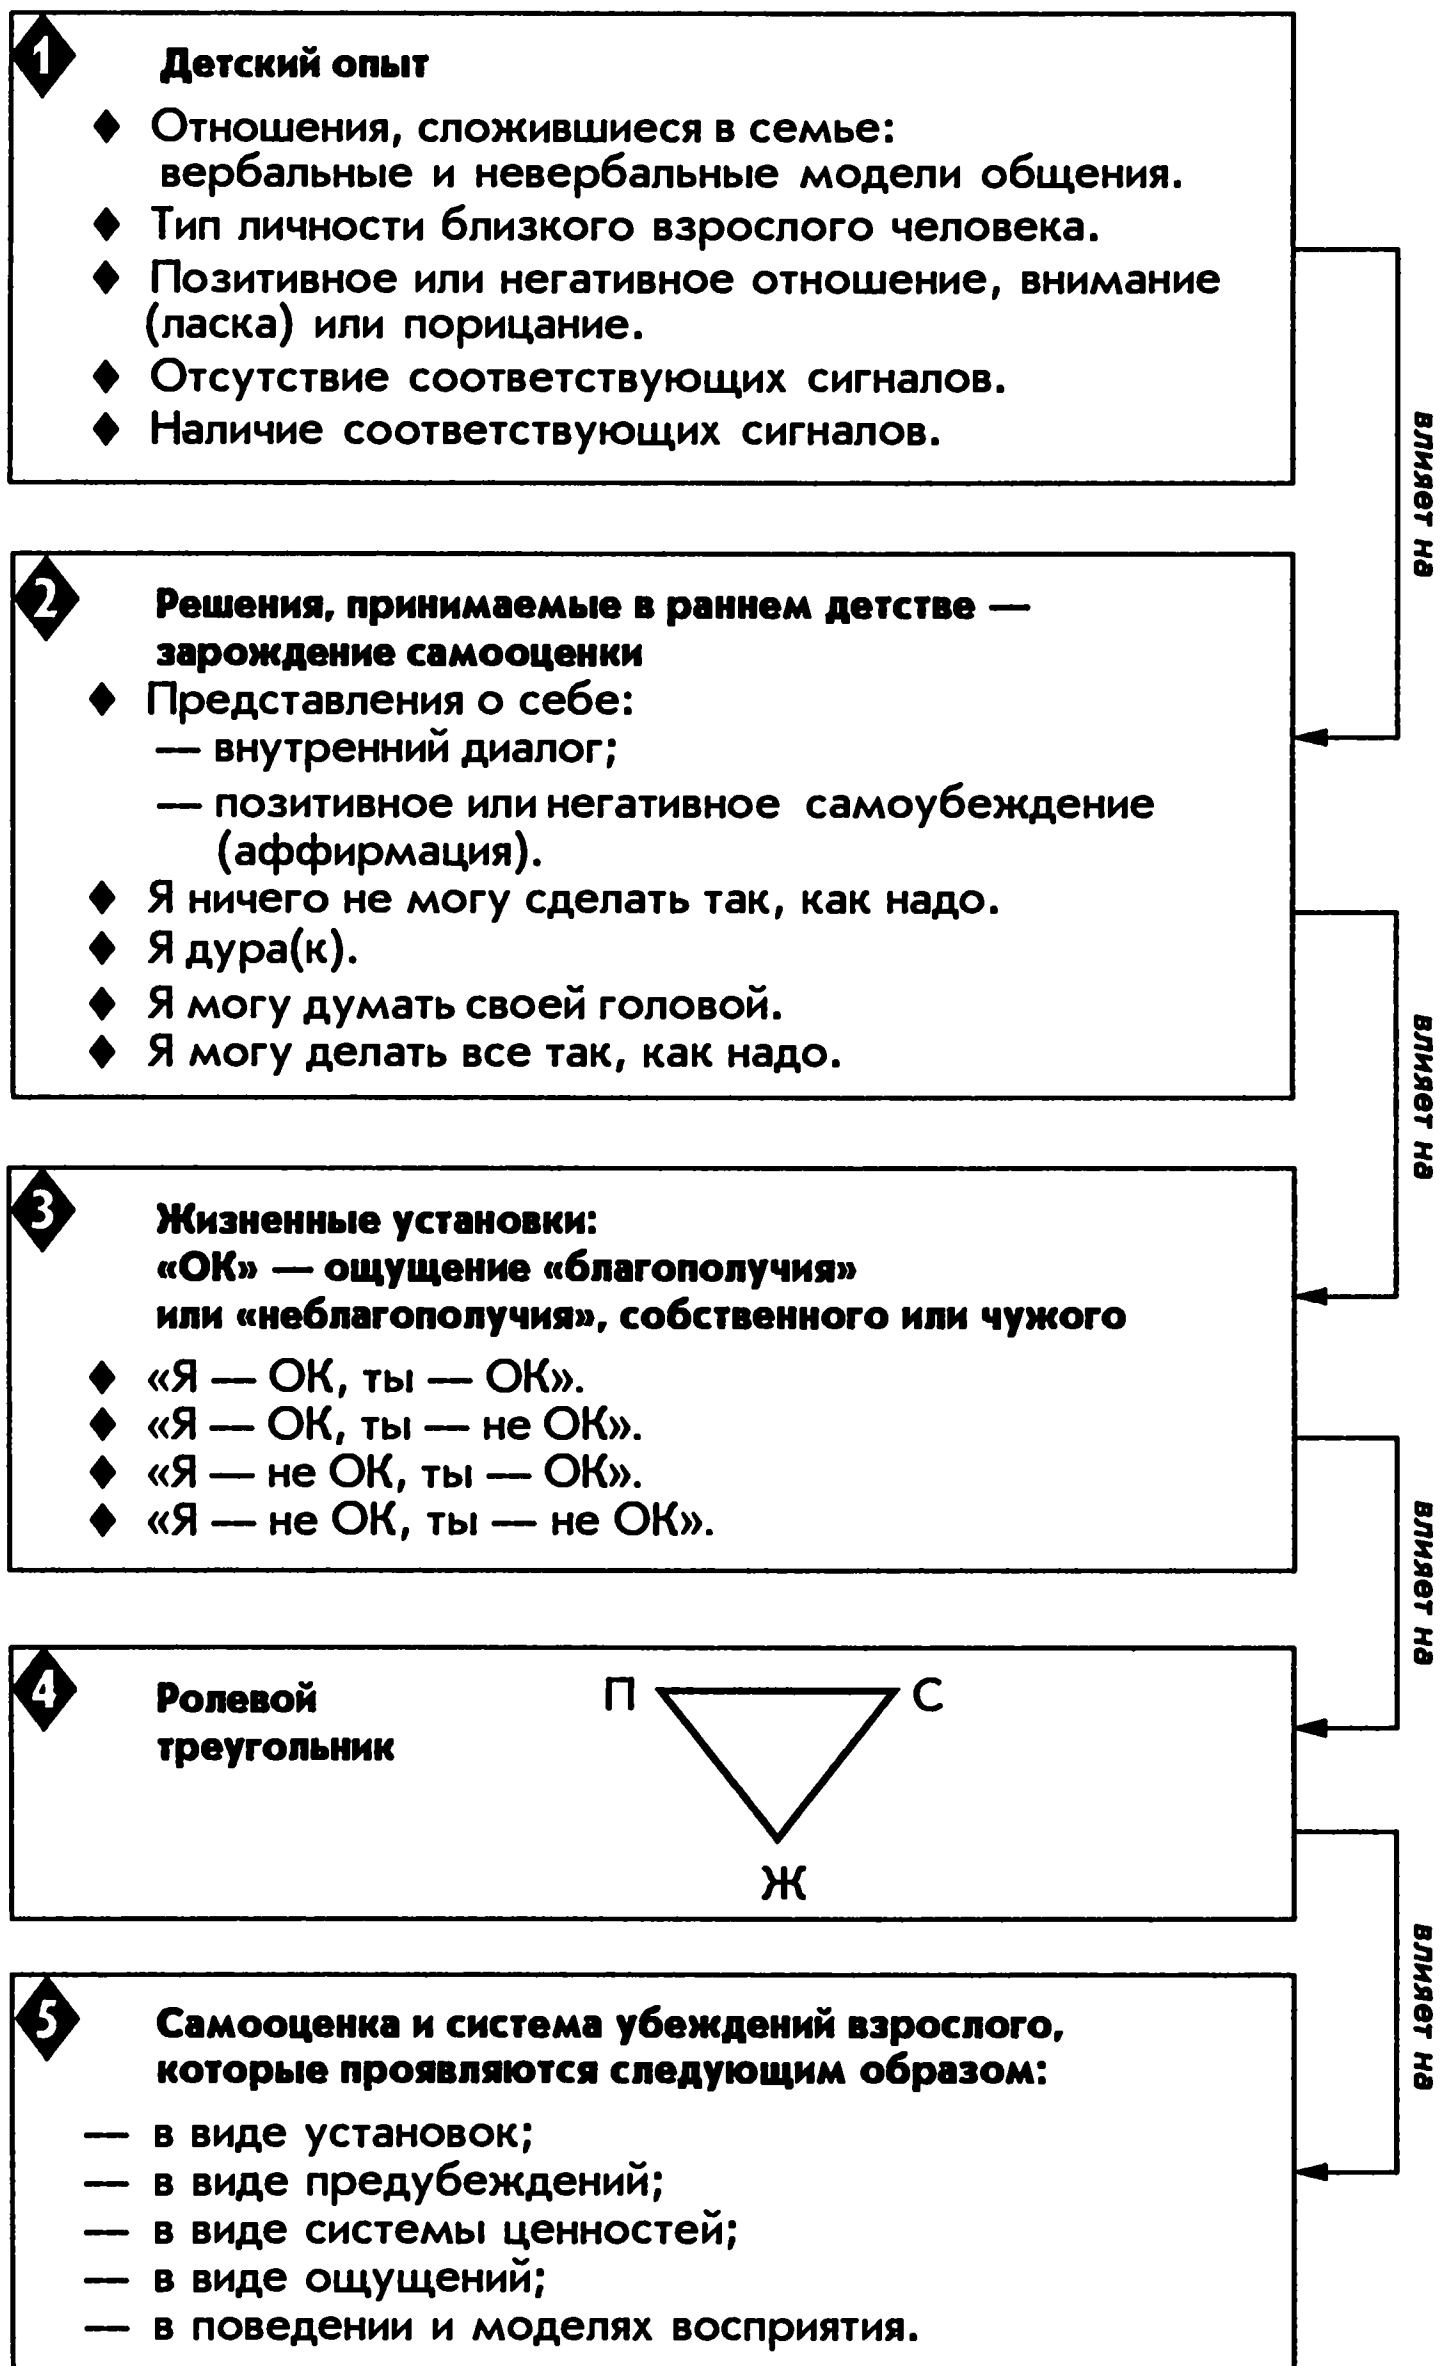 1
Детский опыт
♦ Отношения, сложившиеся в семье:
вербальные и невербальные модели общения.
♦ Тип личности близкого взрослого человека.
♦ Позитивное или негативное отношение, внимание
(ласка) или порицание.
♦ Отсутствие соответствующих сигналов.
♦ Наличие соответствующих сигналов.
влияет на
2
Решения, принимаемые в раннем детстве —
зарождение самооценки
♦ Представления о себе:
— внутренний диалог;
— позитивное или негативное самоубеждение
(аффирмация).
♦ Я ничего не могу сделать так, как надо.
♦ Я дура(к).
♦ Я могу думать своей головой.
♦ Я могу делать все так, как надо.
влияет на
3
Жизненные установки:
«ОК» — ощущение «благополучия»
или «неблагополучия», собственного или чужого
♦ «Я — ОК, ты — ОК».
♦ «Я — ОК, ты — не ОК».
♦ «Я — не ОК, ты — ОК».
♦ «Я — не ОК, ты — не ОК».
влияет на
4
Ролевой
треугольник
П
С
Ж
влияет на
5
Самооценка и система убеждений взрослого,
которые проявляются следующим образом:
— в виде установок;
— в виде предубеждений;
— в виде системы ценностей;
— в виде ощущений;
— в поведении и моделях восприятия.